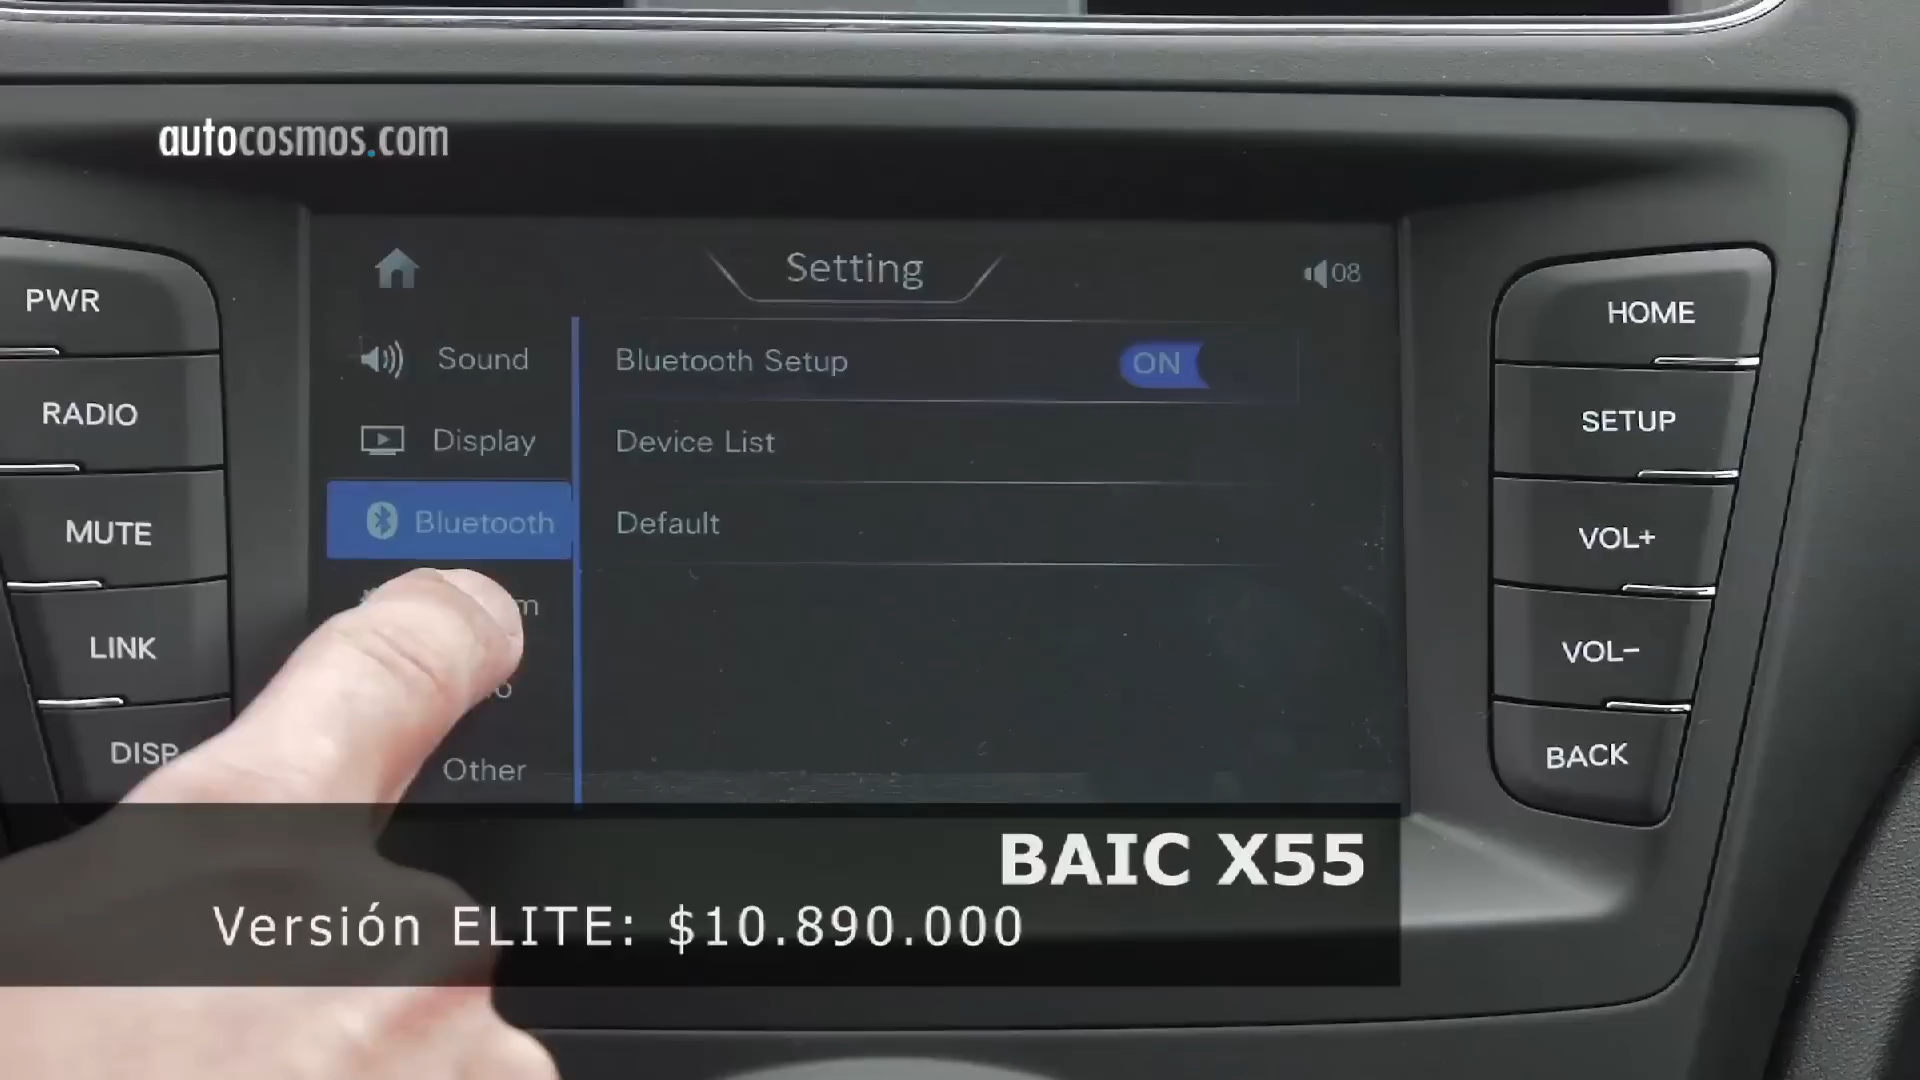 autocosmos.com
Setting
08
PWR
RADIO
MUTE
LINK
DISP
Sound
Display
Bluetooth
Other
Bluetooth Setup
ON
Device List
Default
HOME
SETUP
VOL+
VOL-
BACK
BAIC X55
Versión ELITE: $10.890.000